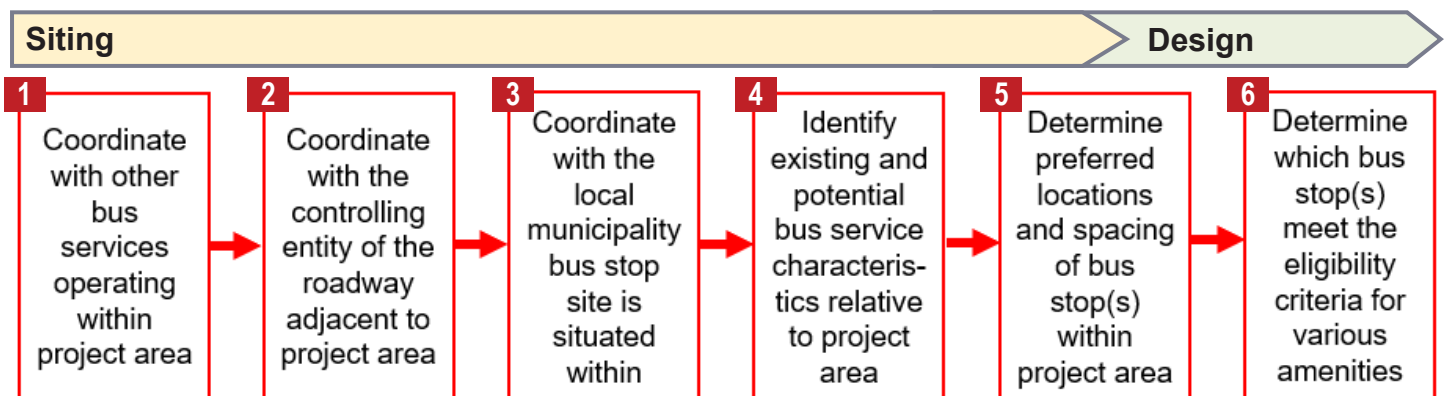 Siting
Design
1
Coordinate
with other
bus
services
operating
within
project area
2
Coordinate
with the
controlling
entity of the
roadway
adjacent to
project area
3
Coordinate
with the
local
municipality
bus stop
site is
situated
within
4
Identify
existing and
potential
bus service
characteris-
tics relative
to project
area
5
Determine
preferred
locations
and spacing
of bus
stop(s)
within
project area
6
Determine
which bus
stop(s)
meet the
eligibility
criteria for
various
amenities